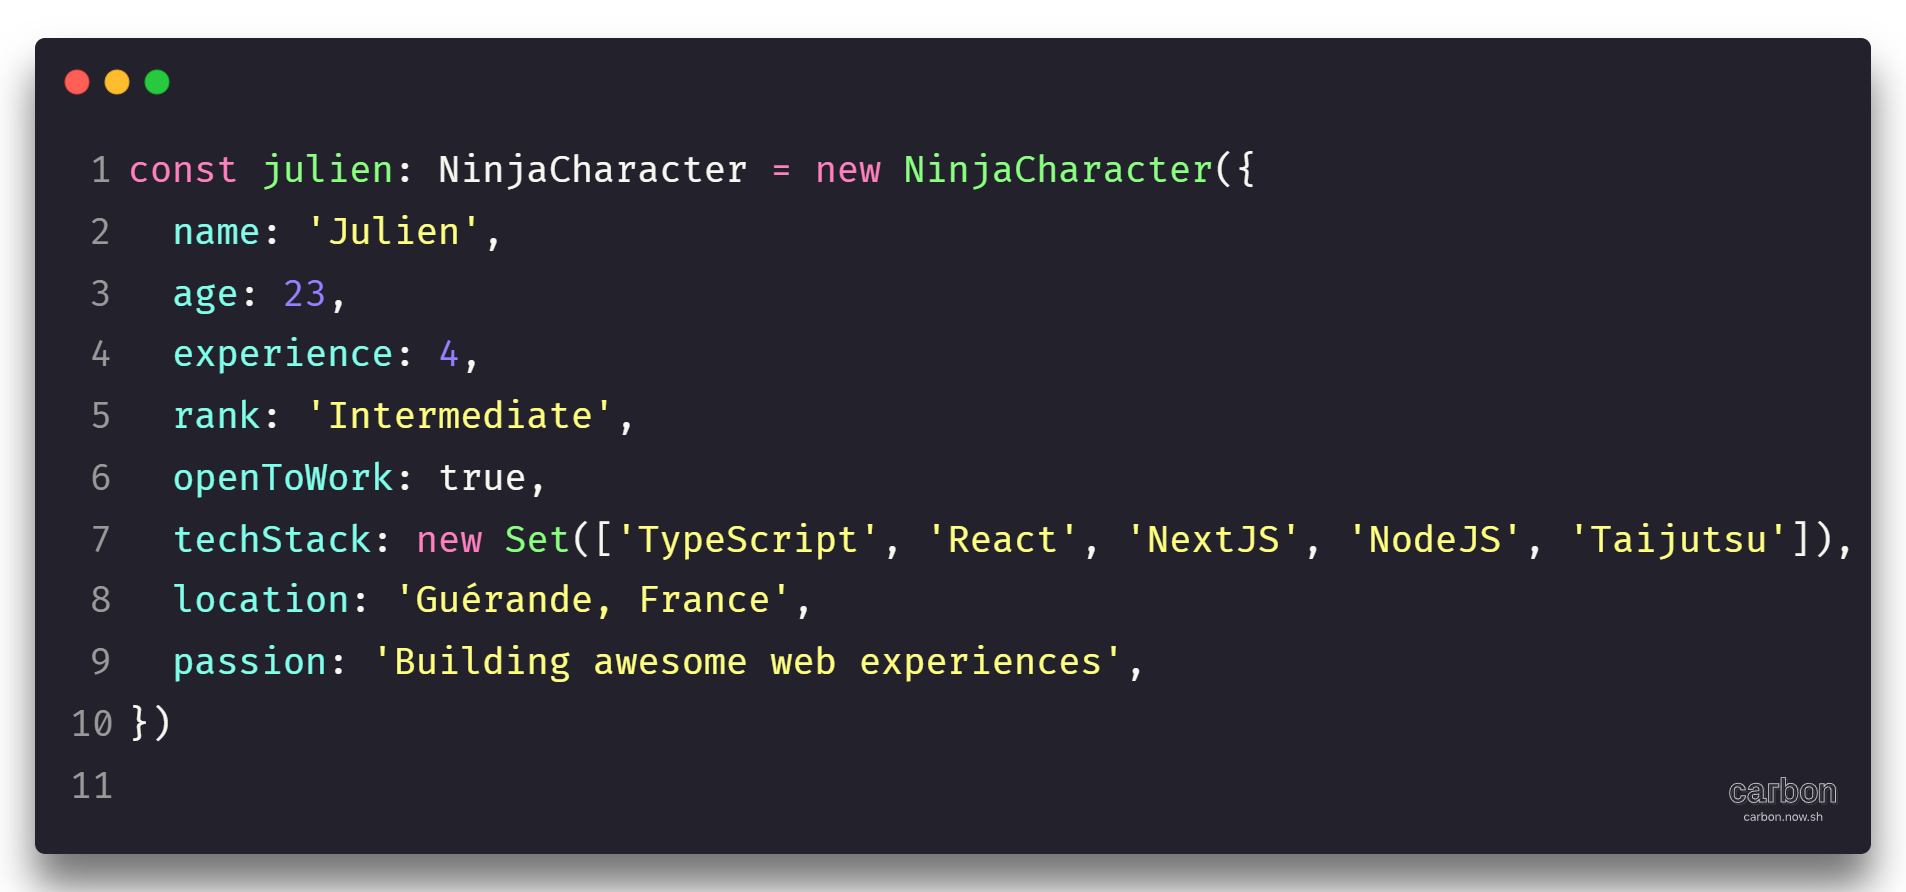 1 const julien: NinjaCharacter = new NinjaCharacter({
2   name: 'Julien',
3   age: 23,
4   experience: 4,
5   rank: 'Intermediate',
6   openToWork: true,
7   techStack: new Set(['TypeScript', 'React', 'NextJS', 'NodeJS', 'Taijutsu']),
8   location: 'Guérande, France',
9   passion: 'Building awesome web experiences',
10 })
11
carbon
carbon.now.sh